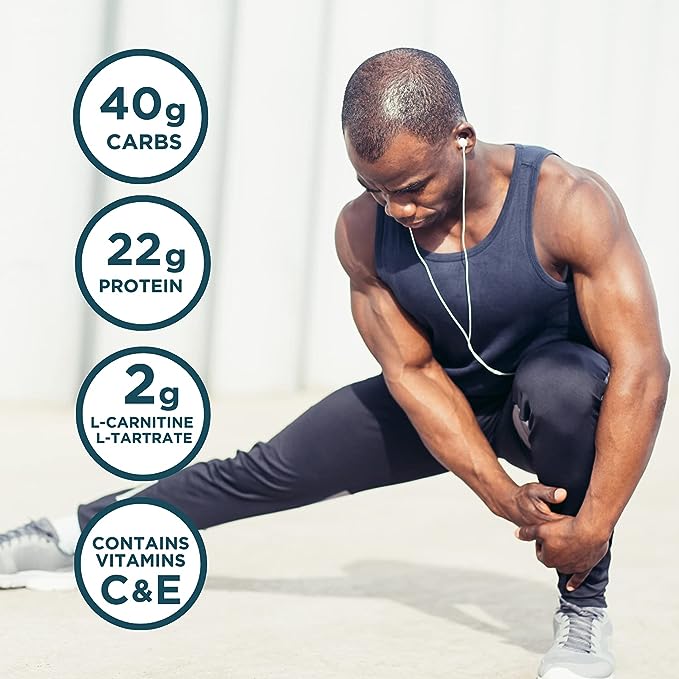 40g
CARBS
22g
PROTEIN
2g
L-CARNITINE
L-TARTRATE
CONTAINS
VITAMINS
C&E